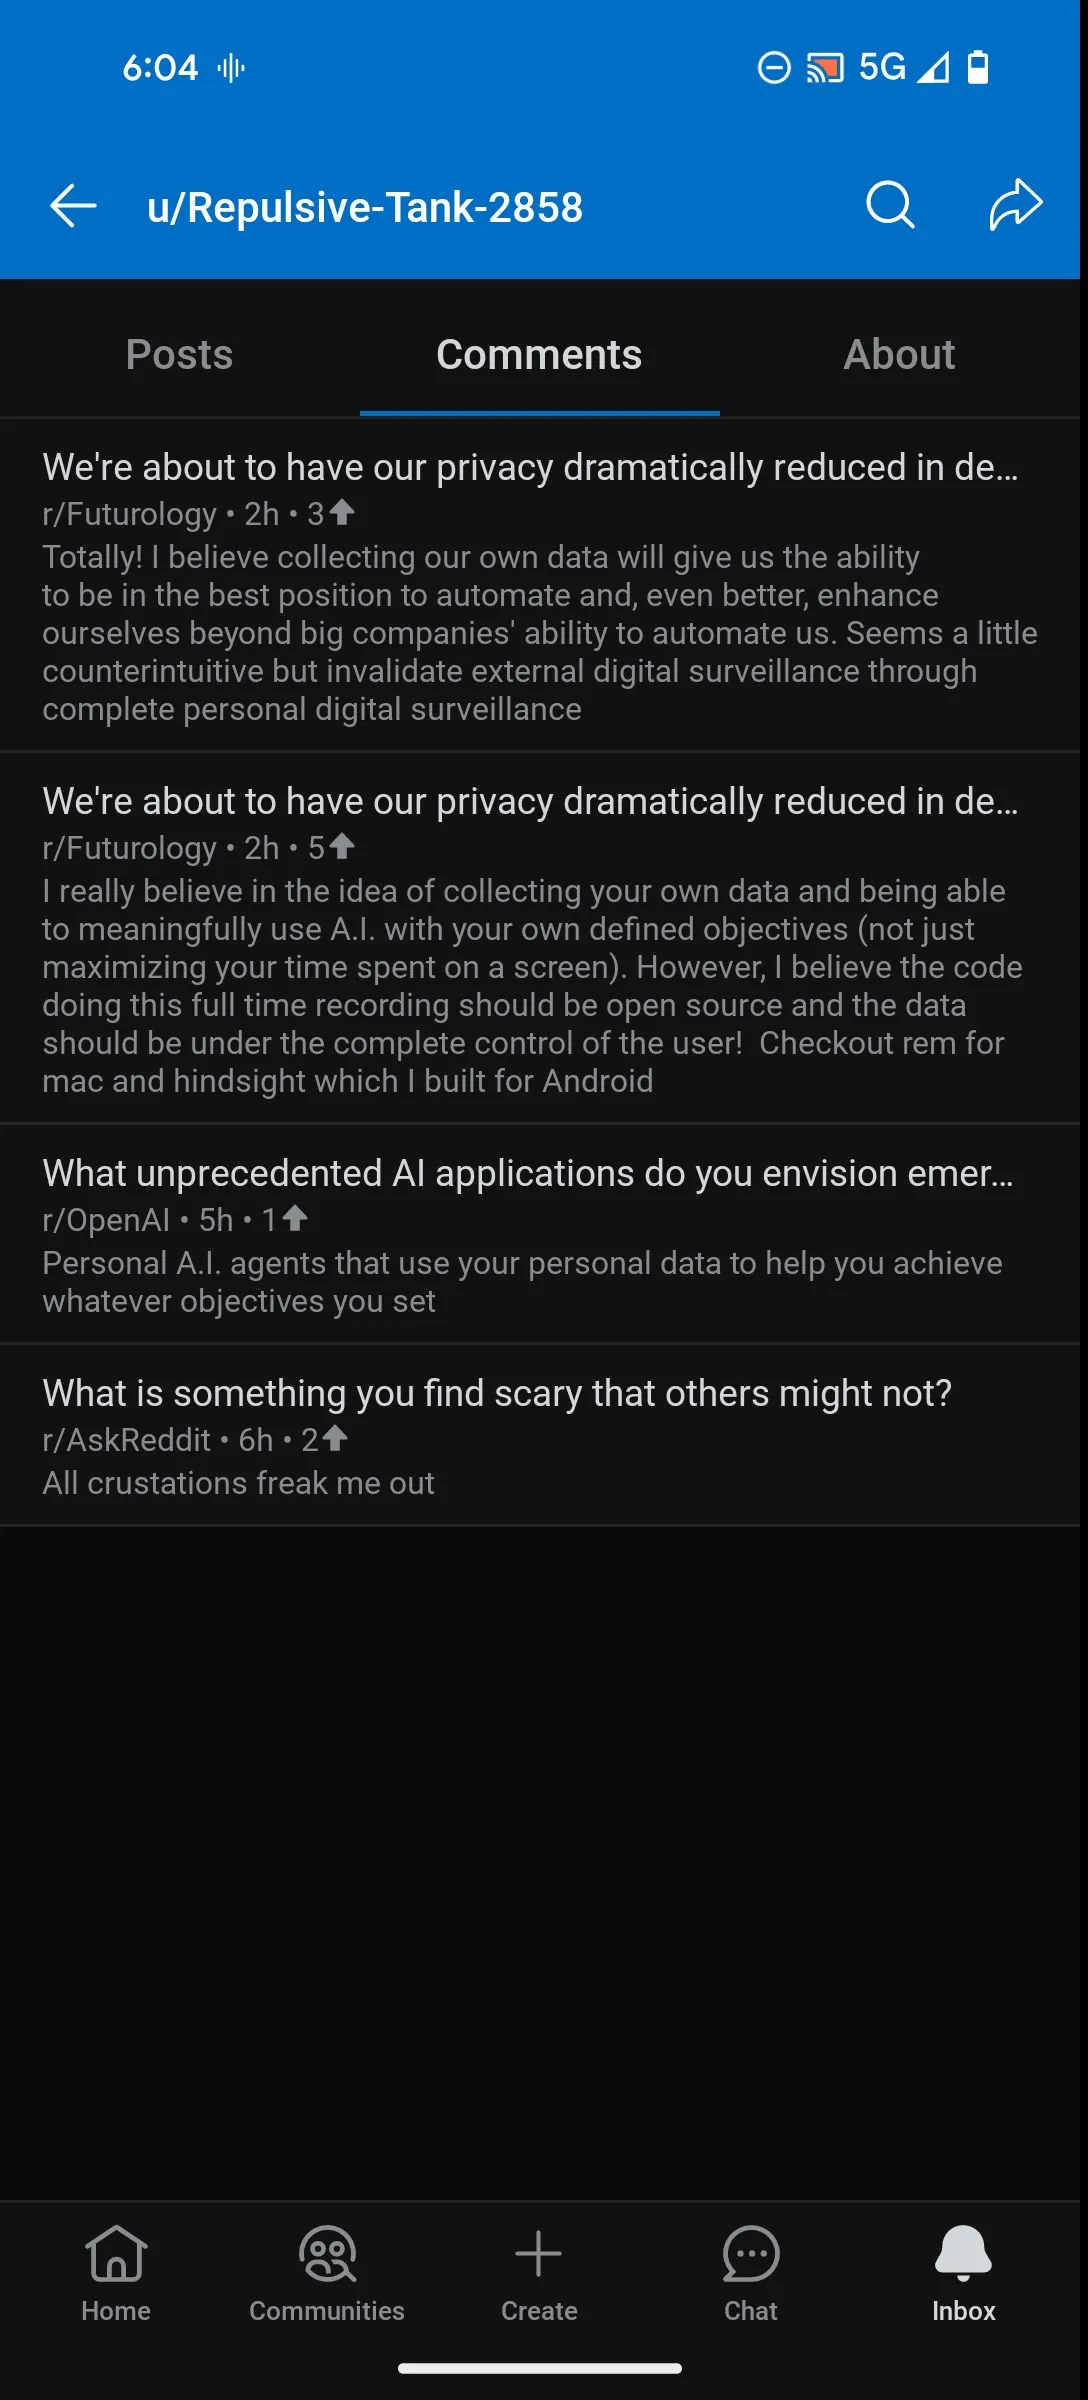 6:04
5G
u/Repulsive-Tank-2858
Posts
Comments
About
We're about to have our privacy dramatically reduced in de...
r/Futurology • 2h • 3
Totally! I believe collecting our own data will give us the ability
to be in the best position to automate and, even better, enhance
ourselves beyond big companies' ability to automate us. Seems a little
counterintuitive but invalidate external digital surveillance through
complete personal digital surveillance
We're about to have our privacy dramatically reduced in de...
r/Futurology • 2h • 5
I really believe in the idea of collecting your own data and being able
to meaningfully use A.I. with your own defined objectives (not just
maximizing your time spent on a screen). However, I believe the code
doing this full time recording should be open source and the data
should be under the complete control of the user!  Checkout rem for
mac and hindsight which I built for Android
What unprecedented AI applications do you envision emer...
r/OpenAI • 5h • 1
Personal A.I. agents that use your personal data to help you achieve
whatever objectives you set
What is something you find scary that others might not?
r/AskReddit • 6h • 2
All crustations freak me out
Home
Communities
Create
Chat
Inbox